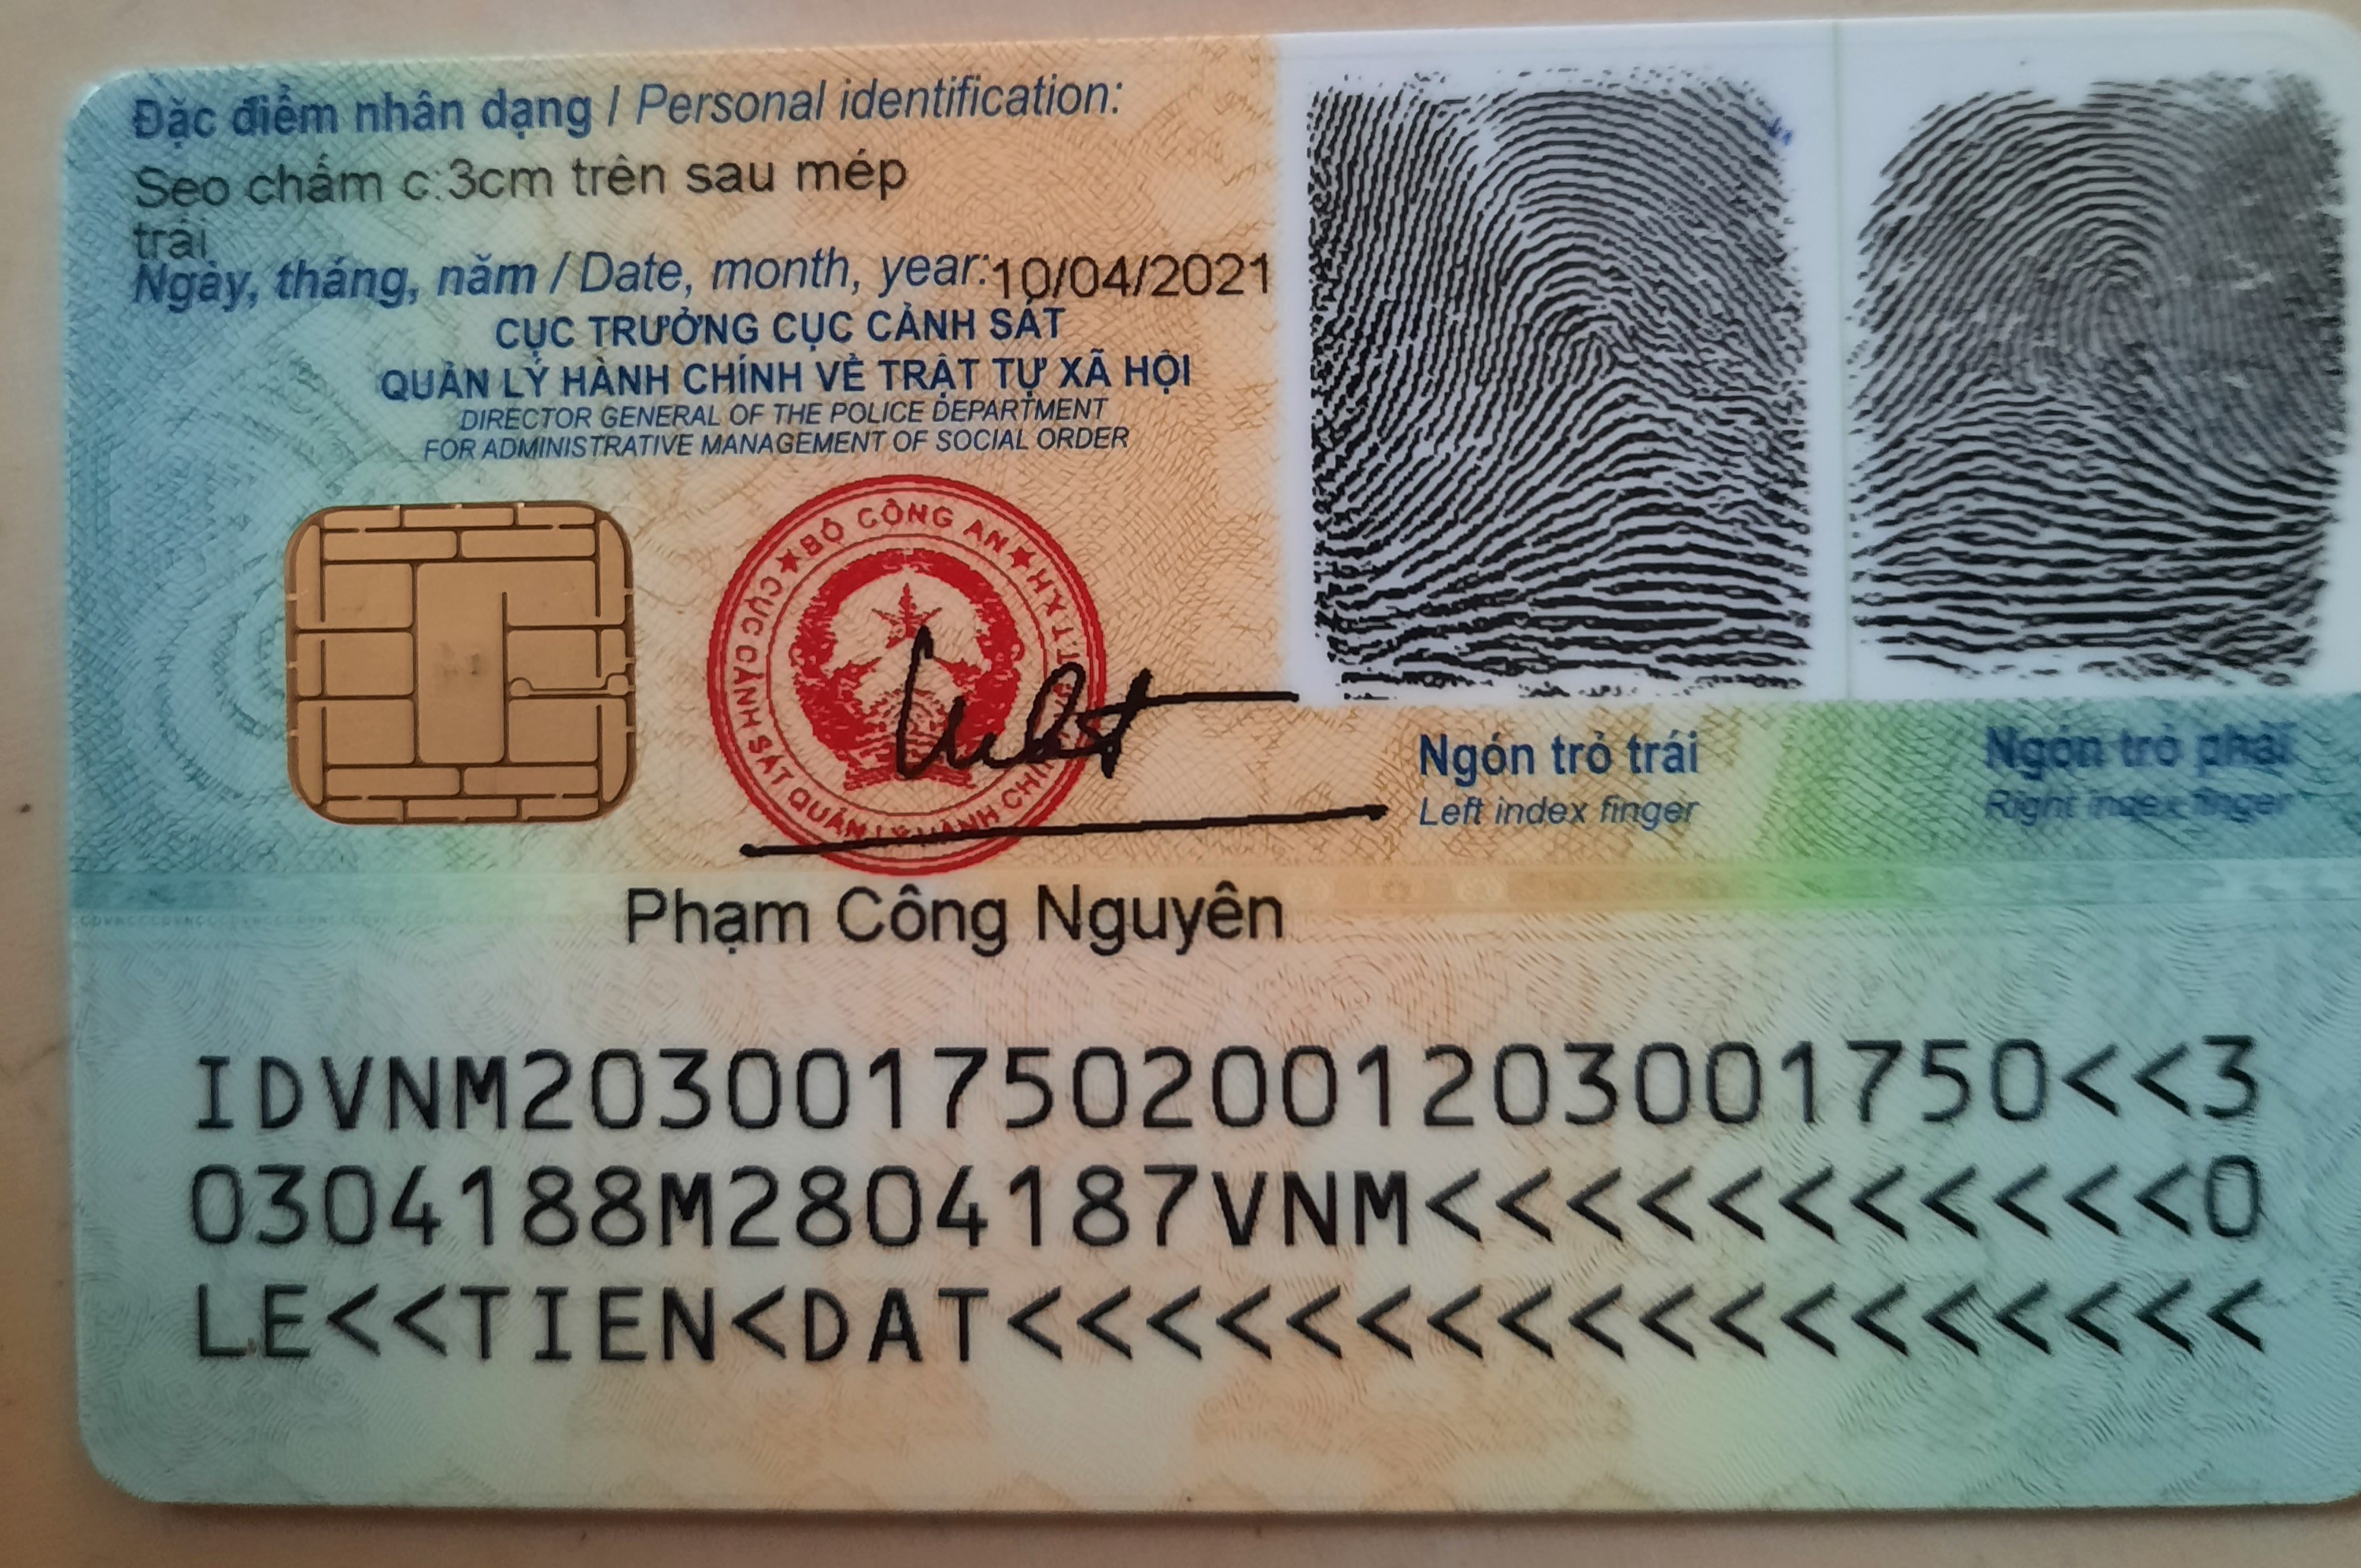 Đặc điểm nhân dạng / Personal identification:
Sẹo chấm c:3cm trên sau mép
trái
Ngày, tháng, năm / Date, month, year: 10/04/2021
CỤC TRƯỞNG CỤC CẢNH SÁT
QUẢN LÝ HÀNH CHÍNH VỀ TRẬT TỰ XÃ HỘI
DIRECTOR GENERAL OF THE POLICE DEPARTMENT
FOR ADMINISTRATIVE MANAGEMENT OF SOCIAL ORDER
★ BỘ CÔNG AN ★
CỤC CẢNH SÁT QUẢN LÝ HÀNH CHÍNH
Ngón trỏ trái
Left index finger
Ngón trỏ phải
Right index finger
Phạm Công Nguyên
IDVNM2030017502001203001750<<3
0304188M2804187VNM<<<<<<<<<<<0
LE<<TIEN<DAT<<<<<<<<<<<<<<<<<<